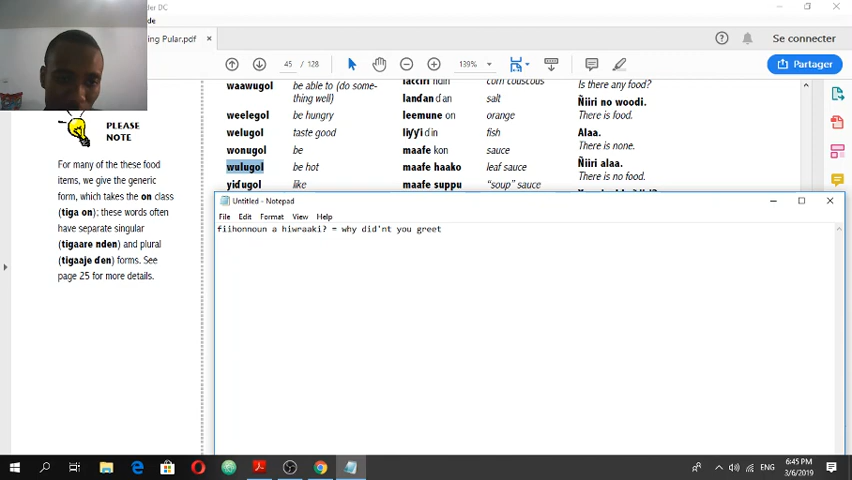 der DC
de
ing Pular.pdf
×
Se connecter
45 / 128
139%
Partager
PLEASE
NOTE
For many of the these food
items, we give the generic
form, which takes the on class
(tiga on); these words often
have separate singular
(tigaare nden) and plural
(tigaaje ɗen) forms. See
page 25 for more details.
waawugol be able to (do some-
thing well)
weelegol be hungry
welugol taste good
wonugol be
wulugol be hot
yiɗugol like
lacciri ndin corn couscous
lanɗan ɗan salt
leemune on orange
liƴƴi ɗin fish
maafe kon sauce
maafe haako leaf sauce
maafe suppu "soup" sauce
Is there any food?
Ñiiri no woodi.
There is food.
Alaa.
There is none.
Ñiiri alaa.
There is no food.
Untitled - Notepad
File Edit Format View Help
fiihonnoun a hiwraaki? = why did'nt you greet
ENG
6:45 PM
3/6/2019